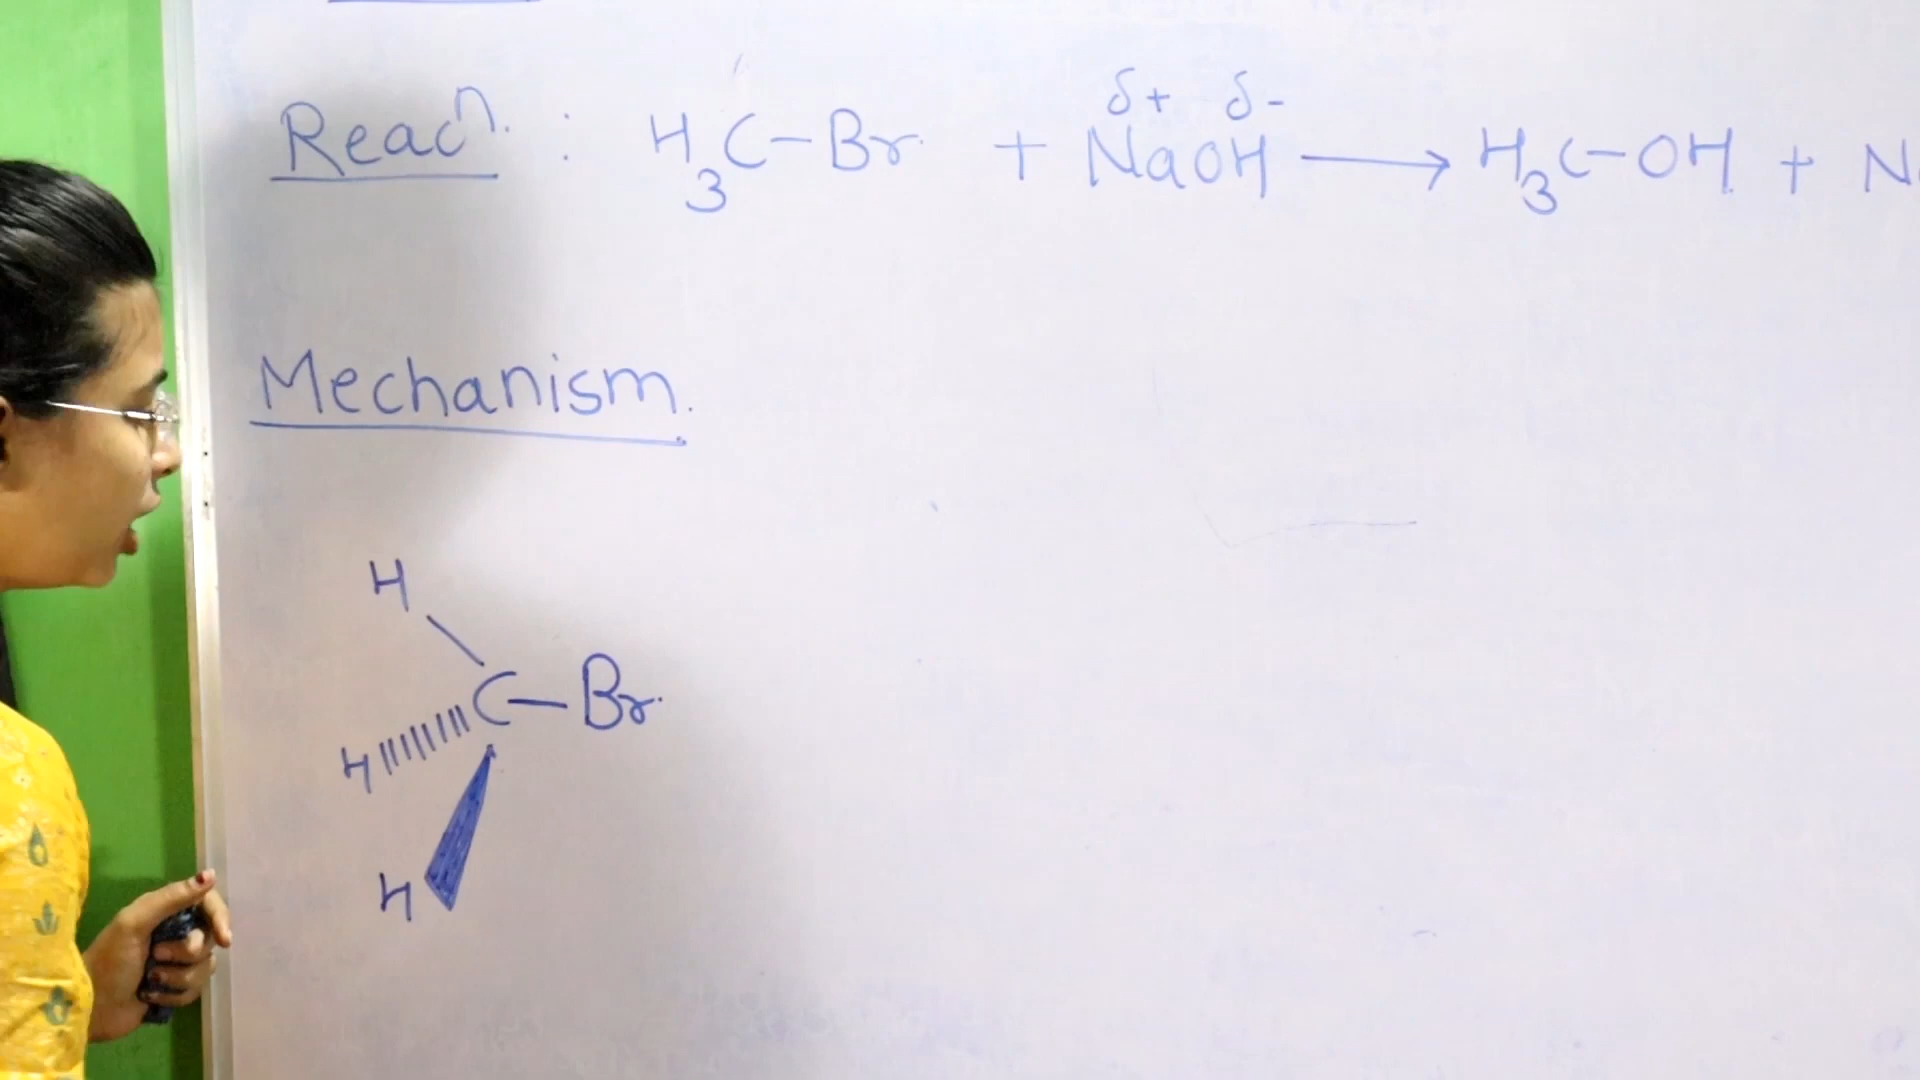 Reacⁿ. : H₃C-Br + NaOH → H₃C-OH + N
δ+ δ-
Mechanism.
H
C-Br
H
H